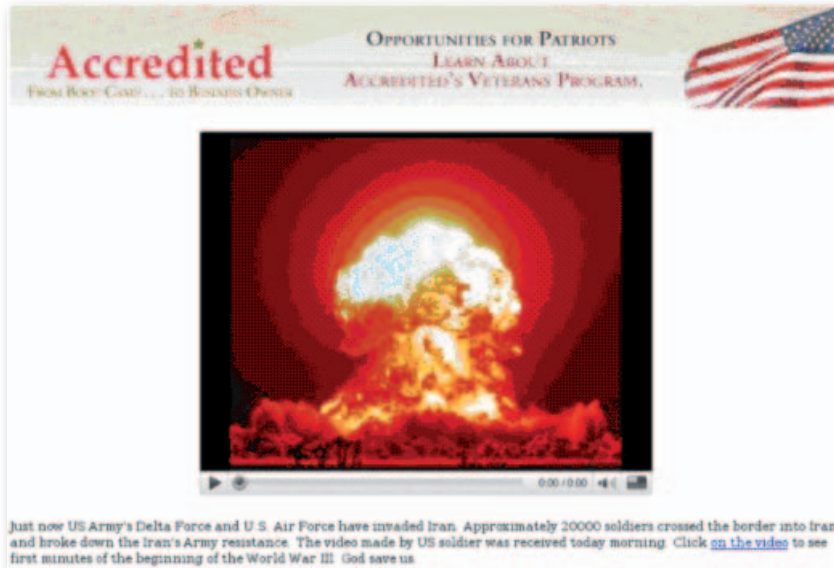 Accredited
FROM BOOT CAMP . . . TO BUSINESS OWNER
OPPORTUNITIES FOR PATRIOTS
LEARN ABOUT
ACCREDITED'S VETERANS PROGRAM.
0:00 / 0:00
Just now US Army's Delta Force and U.S. Air Force have invaded Iran. Approximately 20000 soldiers crossed the border into Iran
and broke down the Iran's Army resistance. The video made by US soldier was received today morning. Click on the video to see
first minutes of the beginning of the World War III. God save us